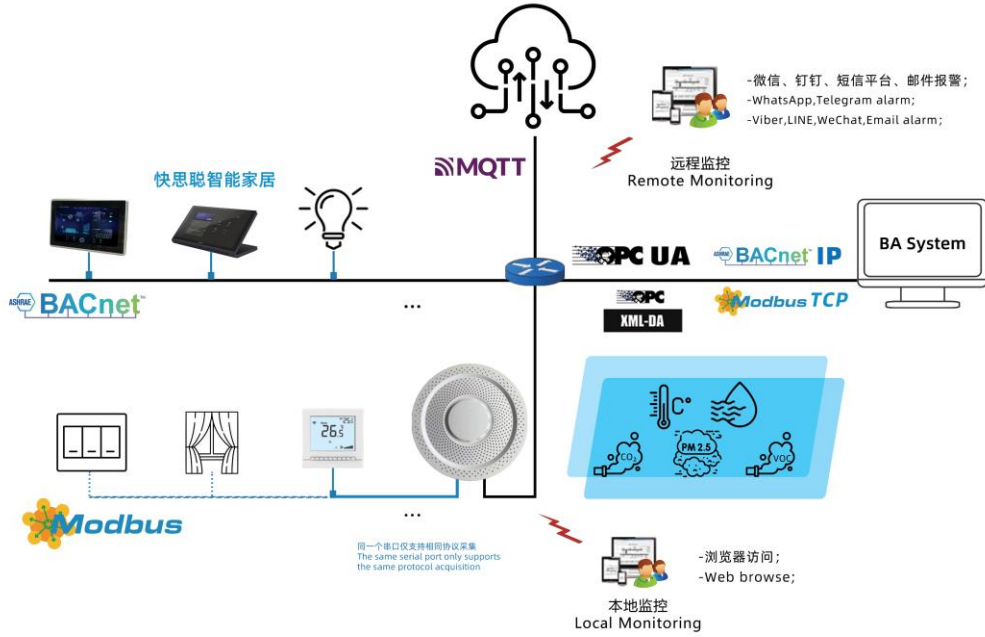 -微信、钉钉、短信平台、邮件报警；
-WhatsApp,Telegram alarm;
-Viber,LINE,WeChat,Email alarm;
MQTT
远程监控
Remote Monitoring
快思聪智能家居
OPC UA
ASHRAE BACnet™ IP
BA System
ASHRAE BACnet™
...
OPC
XML-DA
Modbus TCP
C°
26.5
PM 2.5
CO2
VOC
Modbus
...
同一个串口仅支持相同协议采集
The same serial port only supports
the same protocol acquisition
-浏览器访问；
-Web browse;
本地监控
Local Monitoring